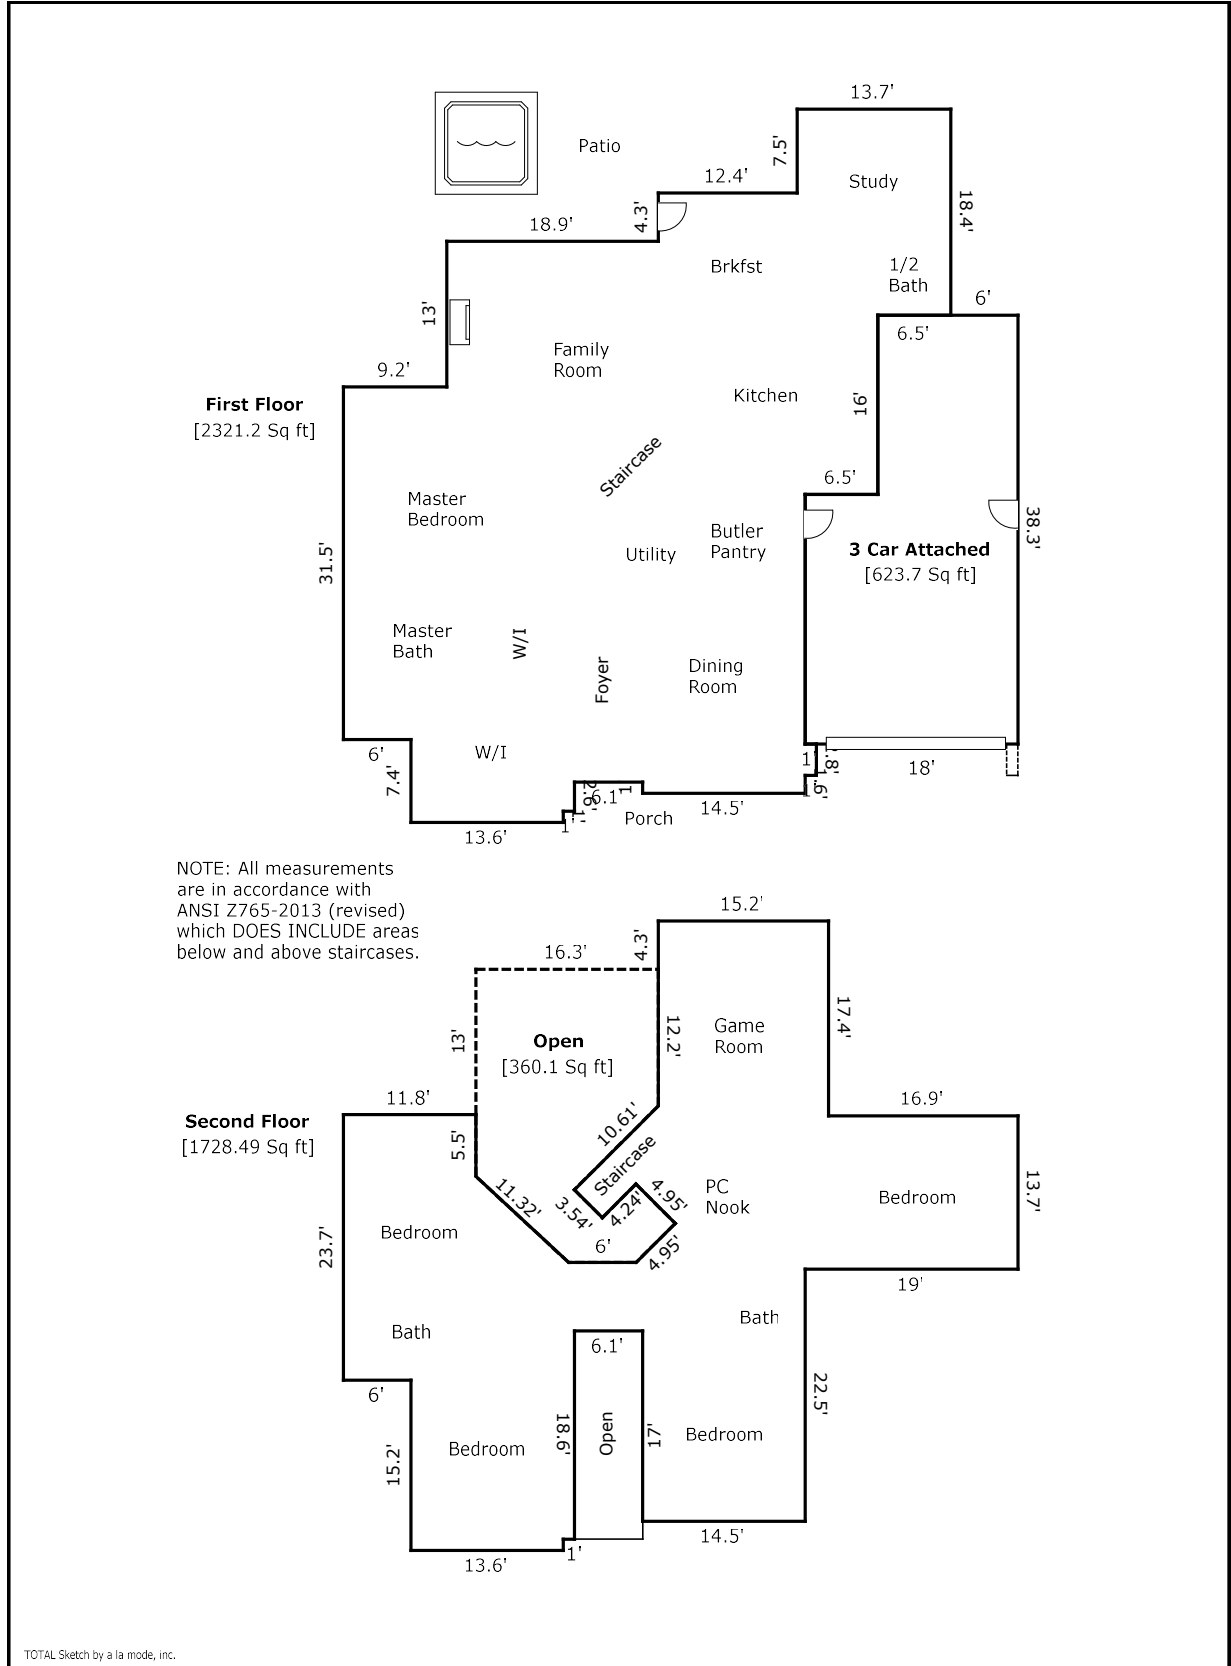 13.7'
7.5'
Patio
12.4'
Study
18.4'
4.3'
18.9'
Brkfst
1/2
Bath
6'
13'
6.5'
Family
Room
9.2'
Kitchen
16'
First Floor
[2321.2 Sq ft]
Staircase
6.5'
Master
Bedroom
38.3'
Butler
Pantry
Utility
3 Car Attached
[623.7 Sq ft]
31.5'
Master
Bath
W/I
Foyer
Dining
Room
6'
W/I
7.4'
1'
18'
2.6'
6.1'
1'
14.5'
Porch
13.6'
1'
NOTE: All measurements
are in accordance with
ANSI Z765-2013 (revised)
which DOES INCLUDE areas
below and above staircases.
15.2'
4.3'
16.3'
13'
12.2'
17.4'
Game
Room
Open
[360.1 Sq ft]
11.8'
16.9'
Second Floor
[1728.49 Sq ft]
5.5'
10.61'
Staircase
11.32'
3.54'
4.24'
4.95'
PC
Nook
Bedroom
13.7'
Bedroom
23.7'
6'
4.95'
19'
Bath
Bath
6.1'
6'
22.5'
18.6'
Open
17'
Bedroom
Bedroom
15.2'
14.5'
13.6'
1'
TOTAL Sketch by a la mode, inc.